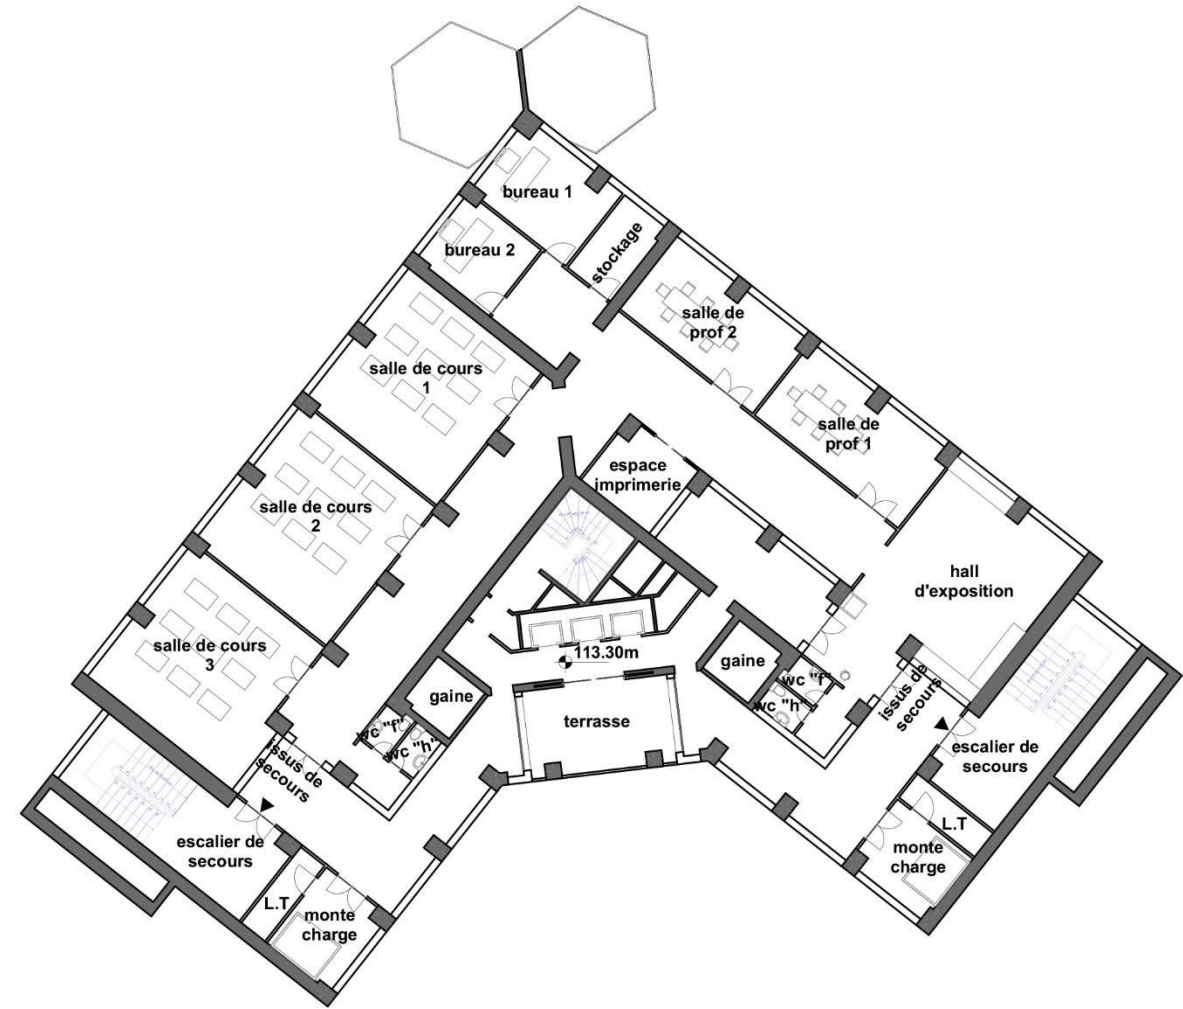 bureau 1
bureau 2
stockage
salle de
prof 2
salle de cours
1
salle de
prof 1
espace
imprimerie
salle de cours
2
hall
d'exposition
salle de cours
3
113.30m
gaine
wc "f"
wc "h"
issus de
secours
gaine
terrasse
wc "f"
wc "h"
issus de
secours
escalier de
secours
escalier de
secours
L.T
monte
charge
L.T
monte
charge